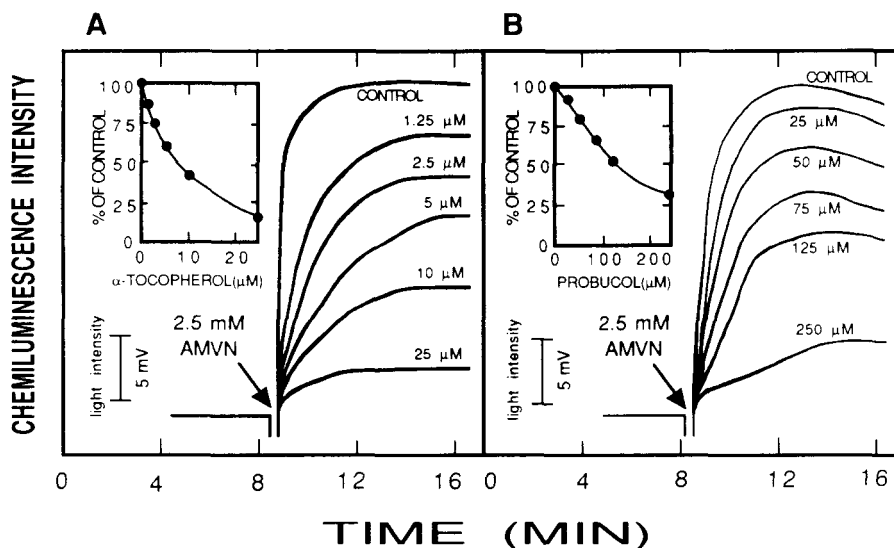 A
B
CHEMILUMINESCENCE INTENSITY
% OF CONTROL
100
75
50
25
0
0
10
20
α-TOCOPHEROL(μM)
CONTROL
1.25 μM
2.5 μM
5 μM
10 μM
25 μM
2.5 mM
AMVN
light intensity
5 mV
0
4
8
12
16
% OF CONTROL
100
75
50
25
0
0
100
200
PROBUCOL(μM)
CONTROL
25 μM
50 μM
75 μM
125 μM
250 μM
2.5 mM
AMVN
light intensity
5 mV
0
4
8
12
16
TIME (MIN)